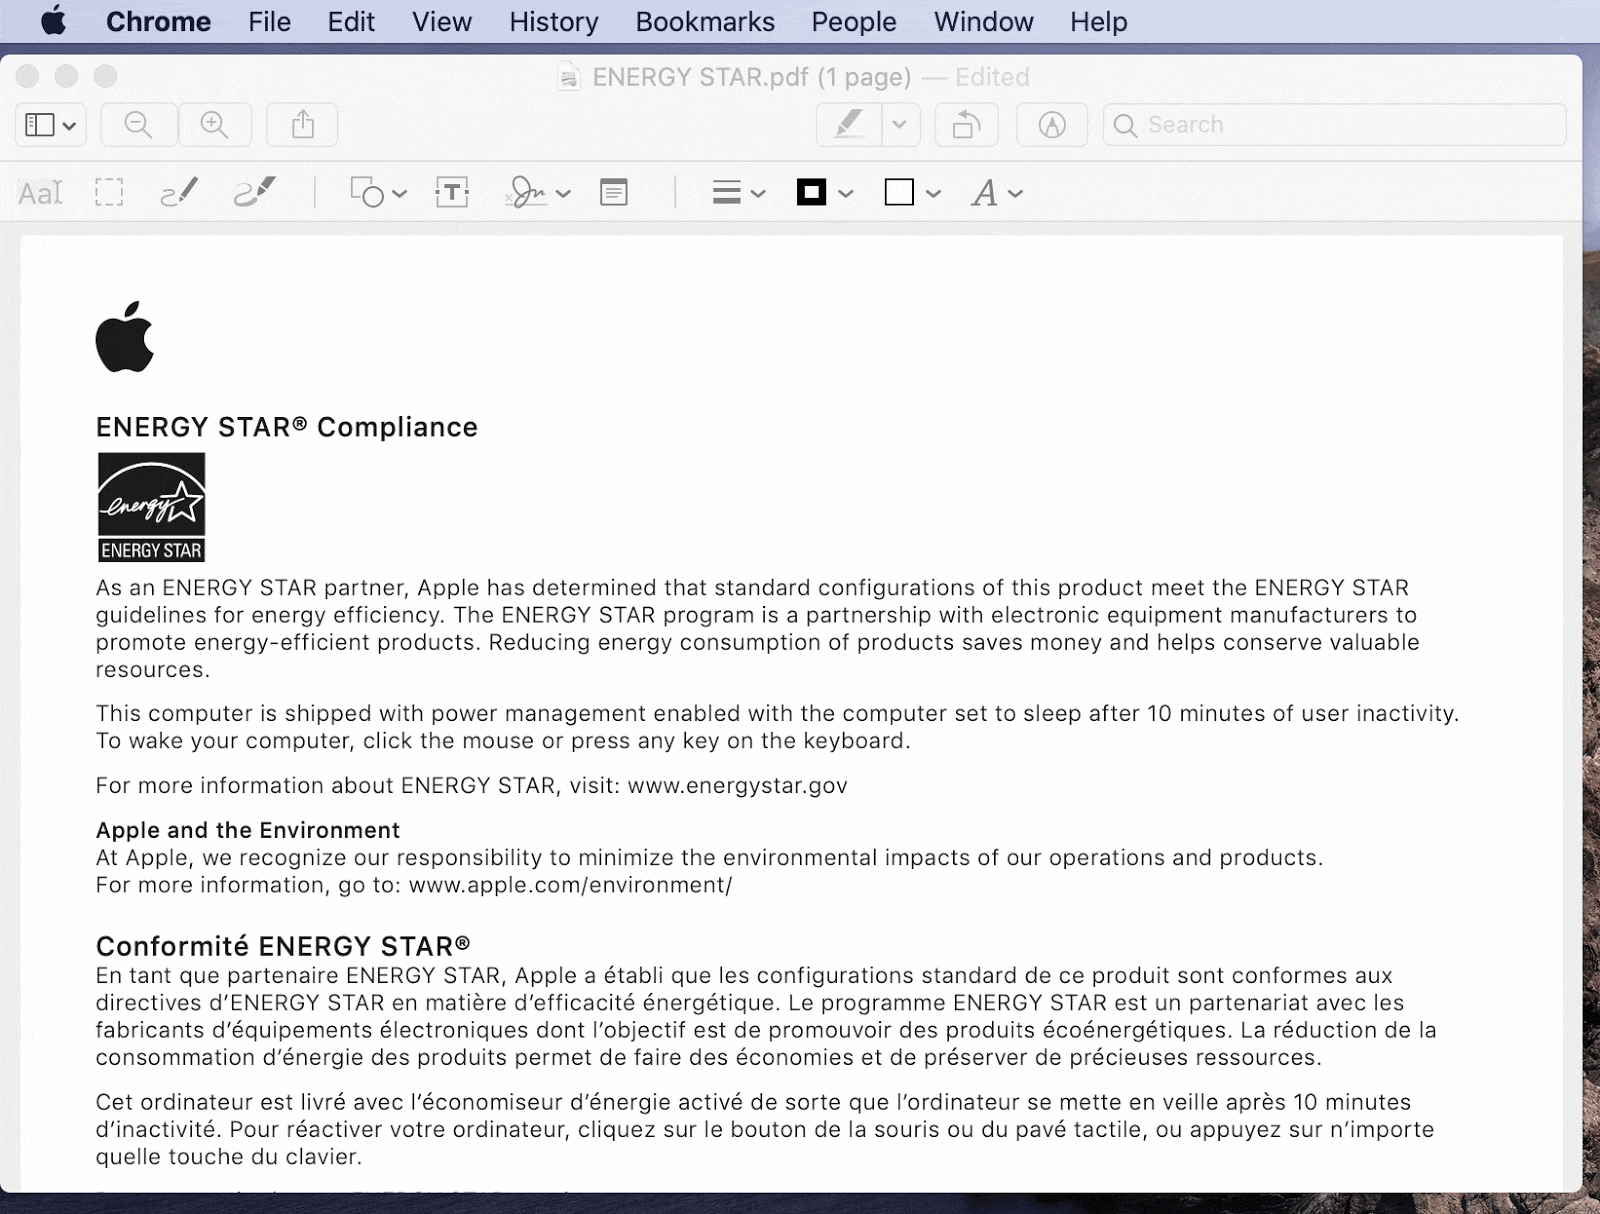 Chrome File Edit View History Bookmarks People Window Help
ENERGY STAR.pdf (1 page) — Edited
Search
AaI T A
ENERGY STAR® Compliance
energy
ENERGY STAR
As an ENERGY STAR partner, Apple has determined that standard configurations of this product meet the ENERGY STAR
guidelines for energy efficiency. The ENERGY STAR program is a partnership with electronic equipment manufacturers to
promote energy-efficient products. Reducing energy consumption of products saves money and helps conserve valuable
resources.
This computer is shipped with power management enabled with the computer set to sleep after 10 minutes of user inactivity.
To wake your computer, click the mouse or press any key on the keyboard.
For more information about ENERGY STAR, visit: www.energystar.gov
Apple and the Environment
At Apple, we recognize our responsibility to minimize the environmental impacts of our operations and products.
For more information, go to: www.apple.com/environment/
Conformité ENERGY STAR®
En tant que partenaire ENERGY STAR, Apple a établi que les configurations standard de ce produit sont conformes aux
directives d’ENERGY STAR en matière d’efficacité énergétique. Le programme ENERGY STAR est un partenariat avec les
fabricants d’équipements électroniques dont l’objectif est de promouvoir des produits écoénergétiques. La réduction de la
consommation d’énergie des produits permet de faire des économies et de préserver de précieuses ressources.
Cet ordinateur est livré avec l’économiseur d’énergie activé de sorte que l’ordinateur se mette en veille après 10 minutes
d’inactivité. Pour réactiver votre ordinateur, cliquez sur le bouton de la souris ou du pavé tactile, ou appuyez sur n’importe
quelle touche du clavier.